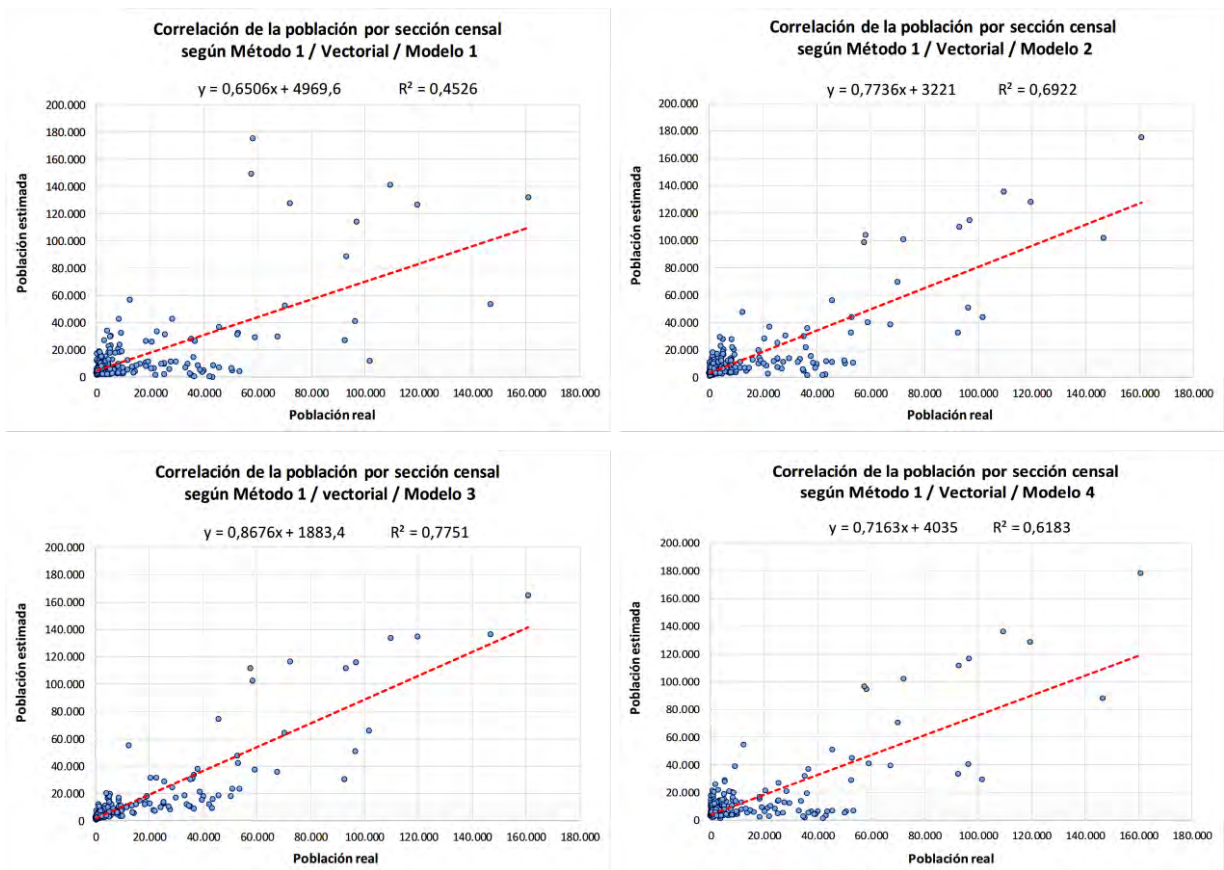 Correlación de la población por sección censal
según Método 1 / Vectorial / Modelo 1
y = 0,6506x + 4969,6 R² = 0,4526
200.000
180.000
160.000
140.000
120.000
100.000
80.000
60.000
40.000
20.000
0
Población estimada
0 20.000 40.000 60.000 80.000 100.000 120.000 140.000 160.000 180.000
Población real
Correlación de la población por sección censal
según Método 1 / Vectorial / Modelo 2
y = 0,7736x + 3221 R² = 0,6922
200.000
180.000
160.000
140.000
120.000
100.000
80.000
60.000
40.000
20.000
0
Población estimada
0 20.000 40.000 60.000 80.000 100.000 120.000 140.000 160.000 180.000
Población real
Correlación de la población por sección censal
según Método 1 / vectorial / Modelo 3
y = 0,8676x + 1883,4 R² = 0,7751
200.000
180.000
160.000
140.000
120.000
100.000
80.000
60.000
40.000
20.000
0
Población estimada
0 20.000 40.000 60.000 80.000 100.000 120.000 140.000 160.000 180.000
Población real
Correlación de la población por sección censal
según Método 1 / Vectorial / Modelo 4
y = 0,7163x + 4035 R² = 0,6183
200.000
180.000
160.000
140.000
120.000
100.000
80.000
60.000
40.000
20.000
0
Población estimada
0 20.000 40.000 60.000 80.000 100.000 120.000 140.000 160.000 180.000
Población real